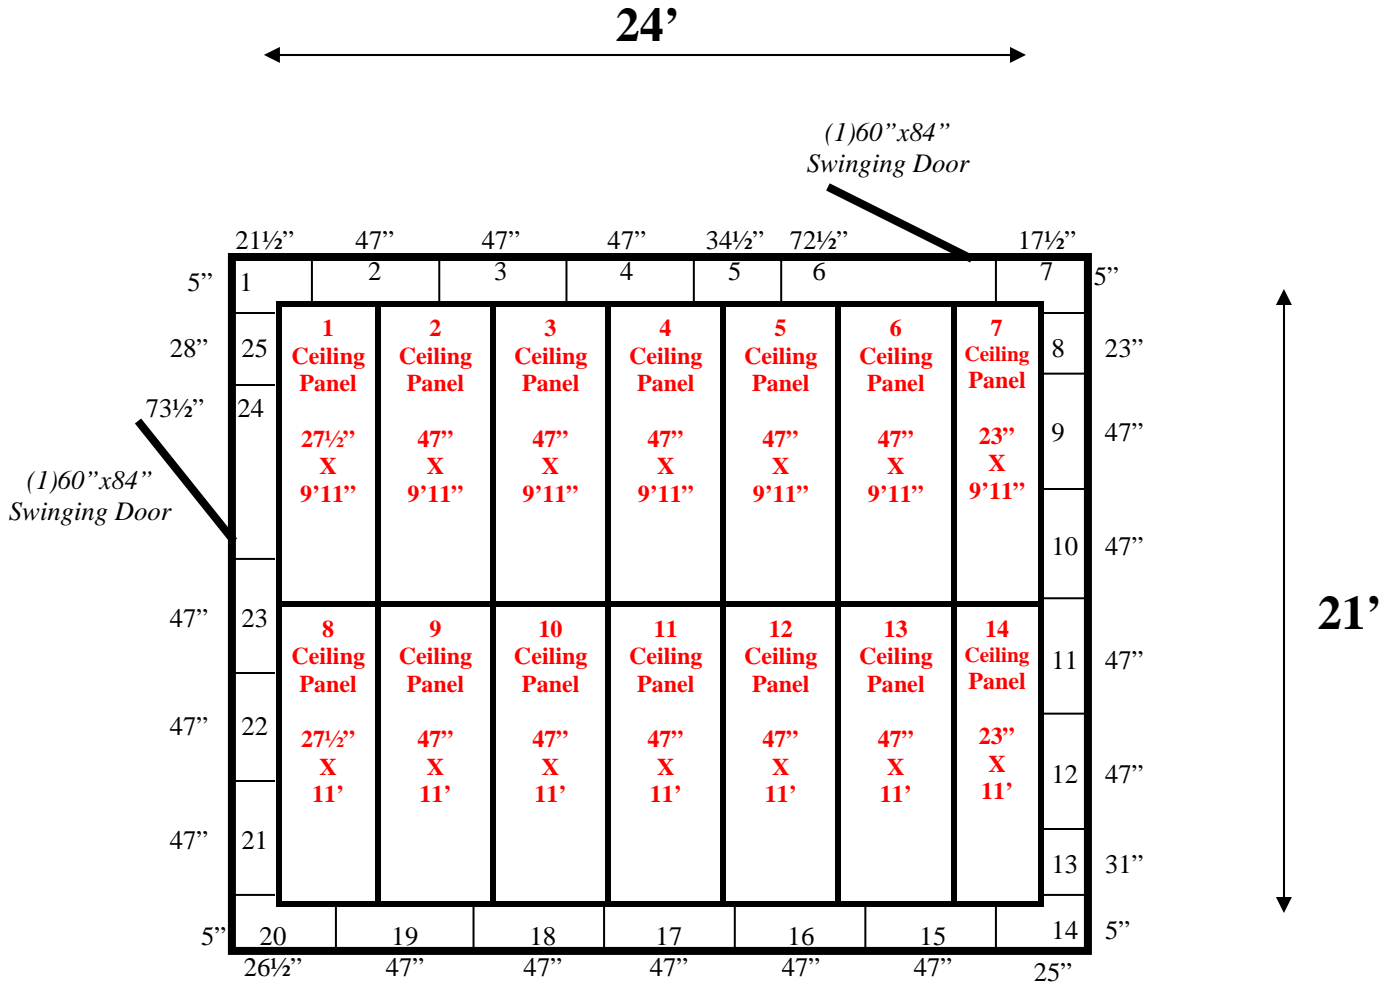 24’
(1)60”x84”
Swinging Door
21½” 47” 47” 47” 34½” 72½” 17½”
5” 1 2 3 4 5 6 7 5”
28” 25 8 23”
73½” 24
(1)60”x84”
Swinging Door
9 47”
10 47”
47” 23
11 47”
47” 22
12 47”
47” 21
13 31”
21’
1
Ceiling
Panel
27½”
X
9’11”
2
Ceiling
Panel
47”
X
9’11”
3
Ceiling
Panel
47”
X
9’11”
4
Ceiling
Panel
47”
X
9’11”
5
Ceiling
Panel
47”
X
9’11”
6
Ceiling
Panel
47”
X
9’11”
7
Ceiling
Panel
23”
X
9’11”
8
Ceiling
Panel
27½”
X
11’
9
Ceiling
Panel
47”
X
11’
10
Ceiling
Panel
47”
X
11’
11
Ceiling
Panel
47”
X
11’
12
Ceiling
Panel
47”
X
11’
13
Ceiling
Panel
47”
X
11’
14
Ceiling
Panel
23”
X
11’
5” 20 19 18 17 16 15 14 5”
26½” 47” 47” 47” 47” 47” 25”